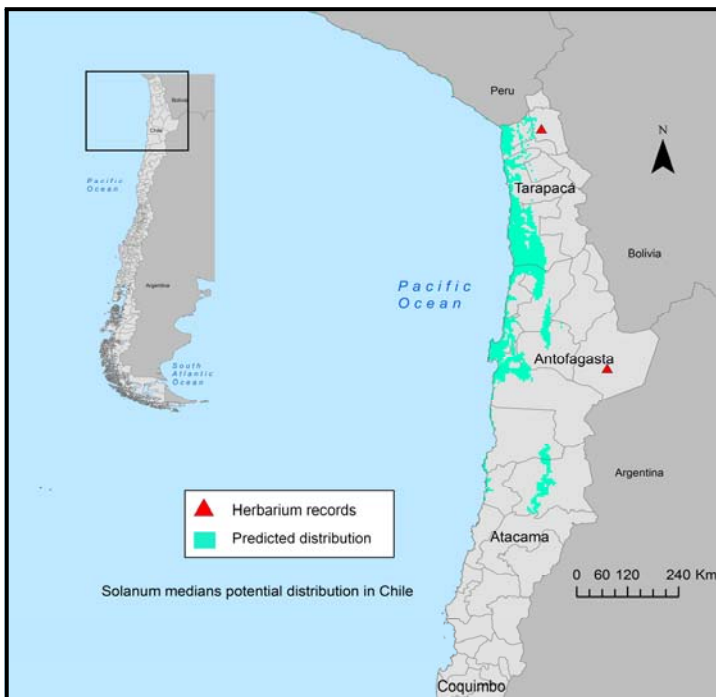 Bolivia
Chile
Pacific
Ocean
Argentina
South
Atlantic
Ocean
Peru
N
Tarapacá
Bolivia
Pacific
Ocean
Antofagasta
Argentina
Herbarium records
Predicted distribution
Atacama
Solanum medians potential distribution in Chile
0 60 120 240 Km
Coquimbo